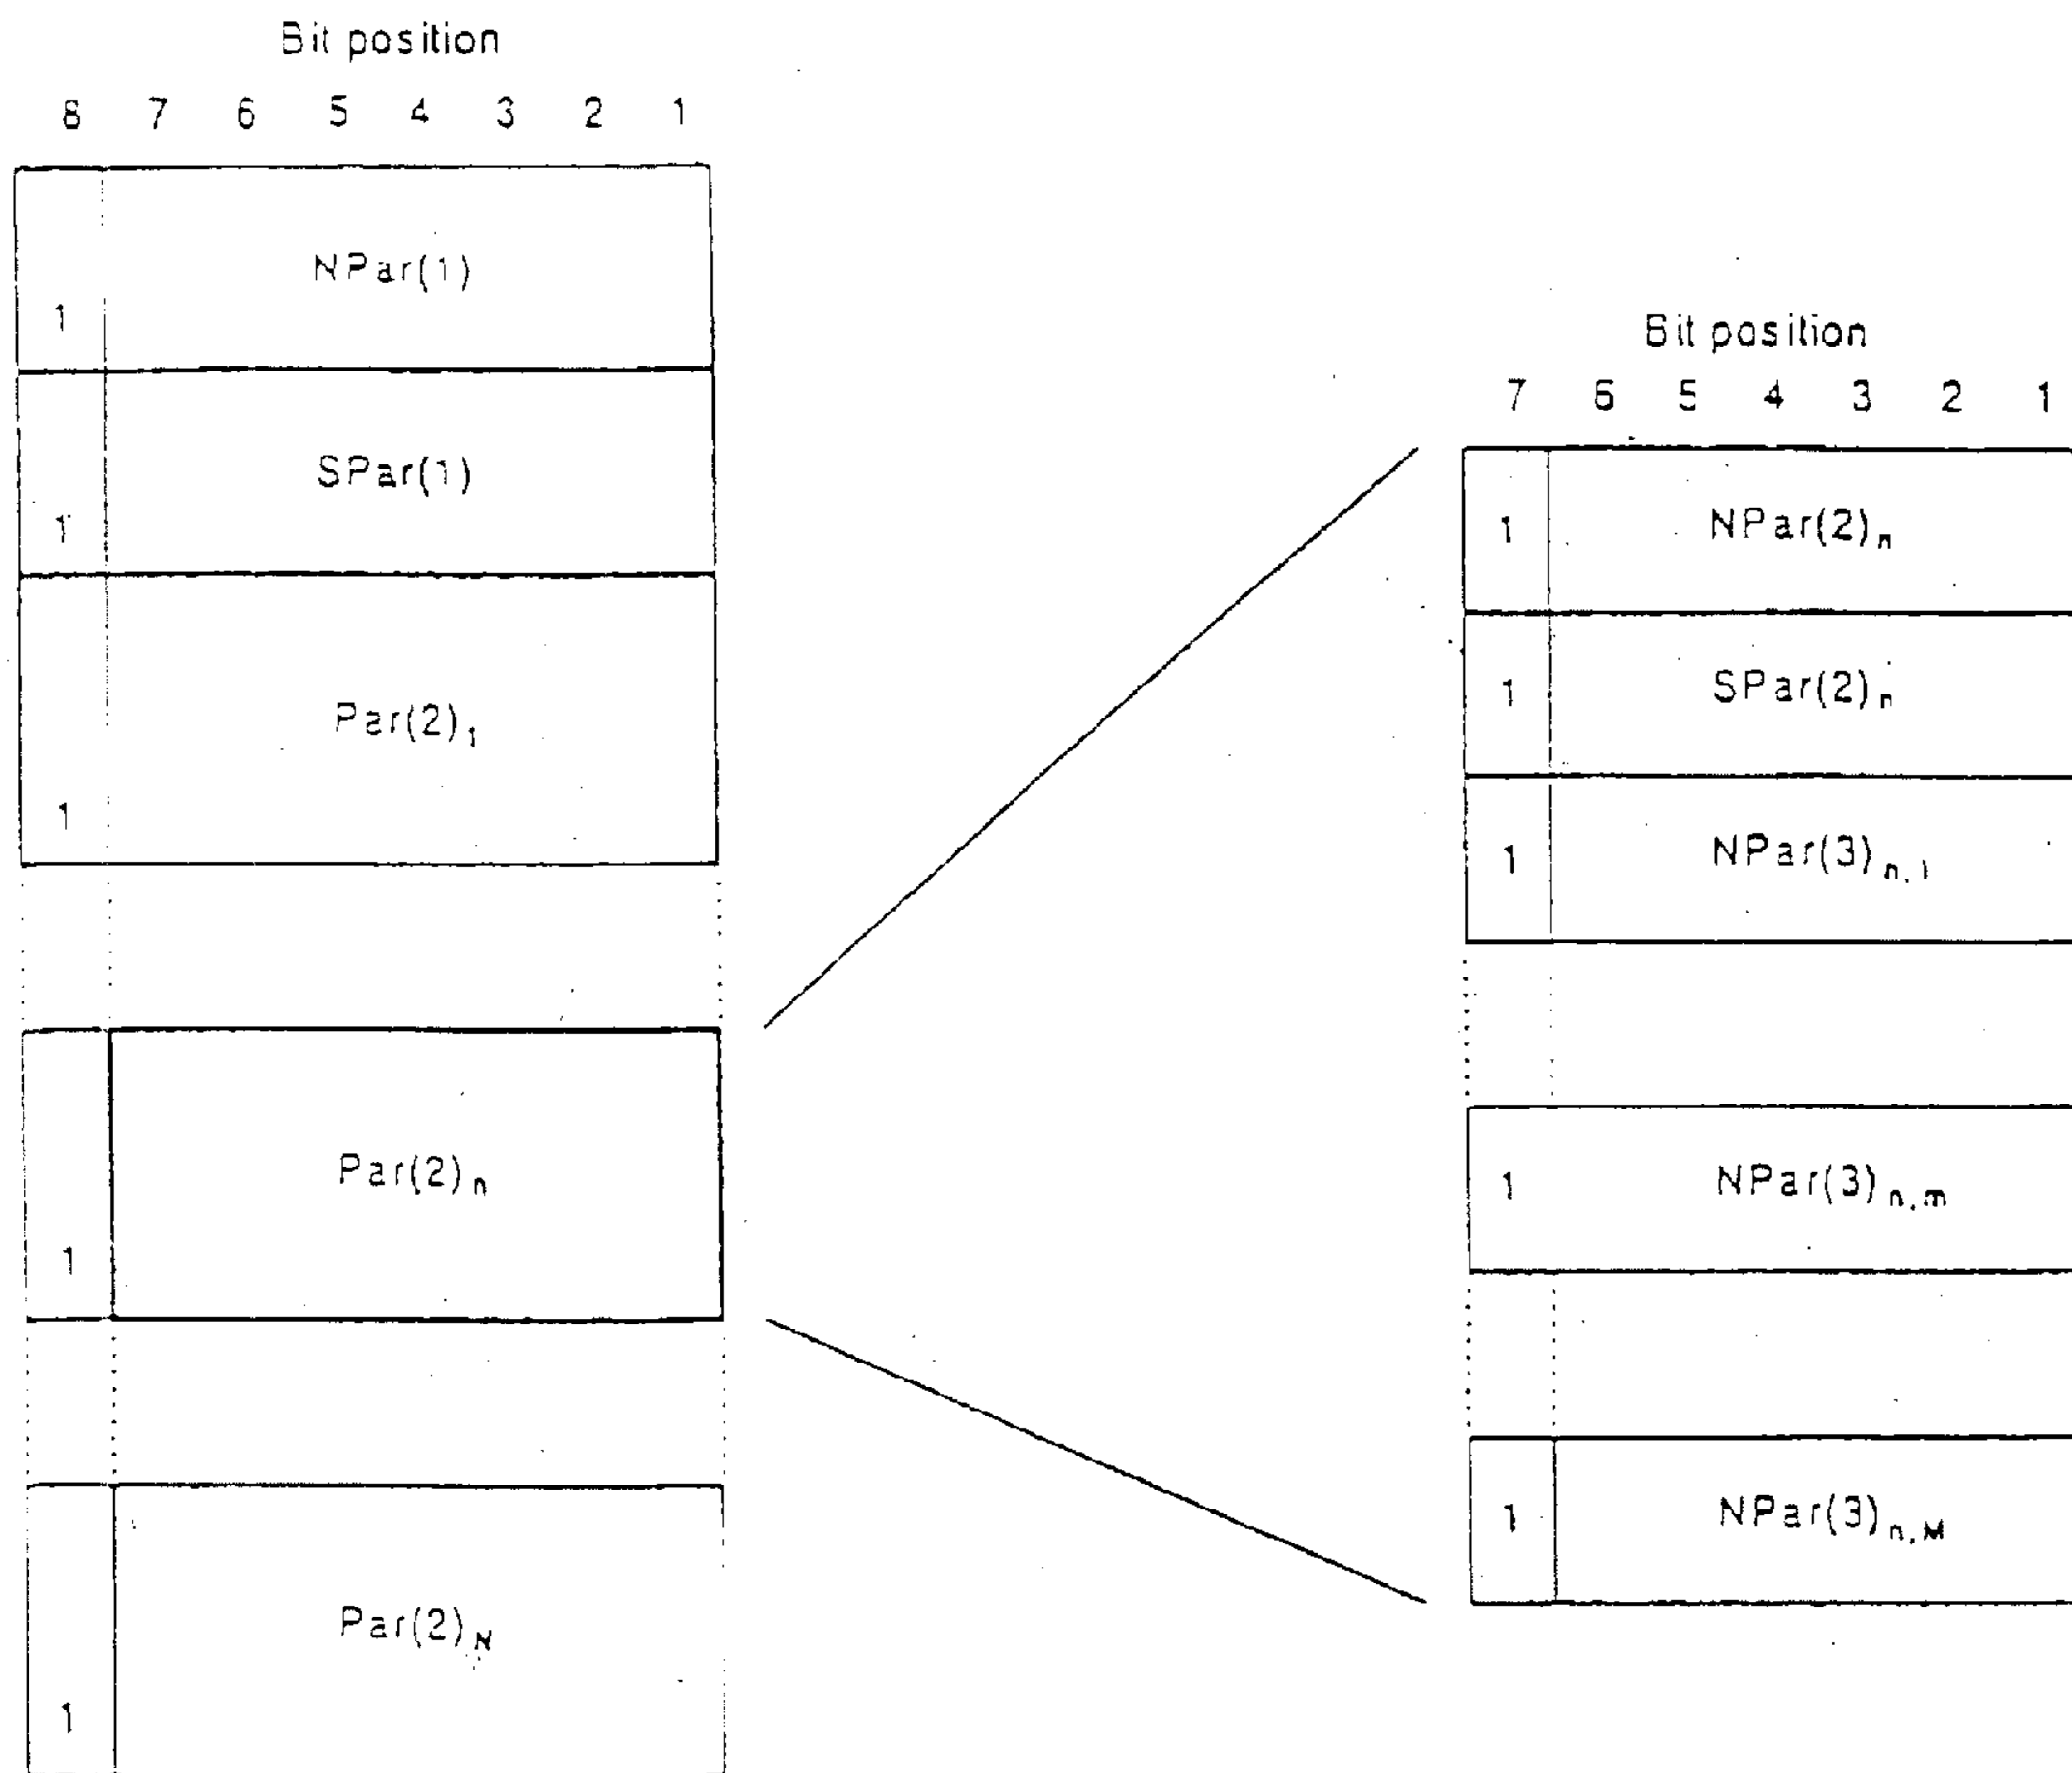 Bit position
8 7 6 5 4 3 2 1
NPar(1)
1
SPar(1)
1
Par(2)1
1
Par(2)n
1
Par(2)N
1
Bit position
7 6 5 4 3 2 1
1 NPar(2)n
1 SPar(2)n
1 NPar(3)n,1
1 NPar(3)n,m
1 NPar(3)n,M